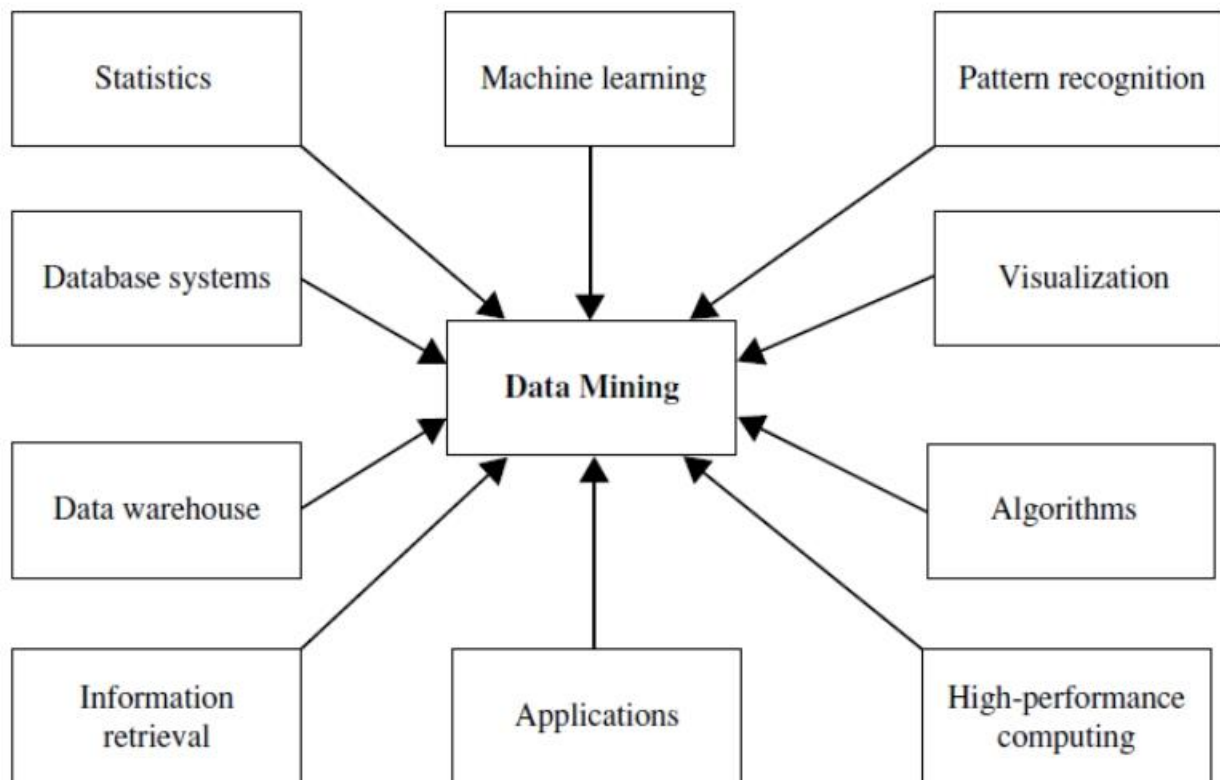 Statistics
Machine learning
Pattern recognition
Database systems
Visualization
Data Mining
Data warehouse
Algorithms
Information
retrieval
Applications
High-performance
computing